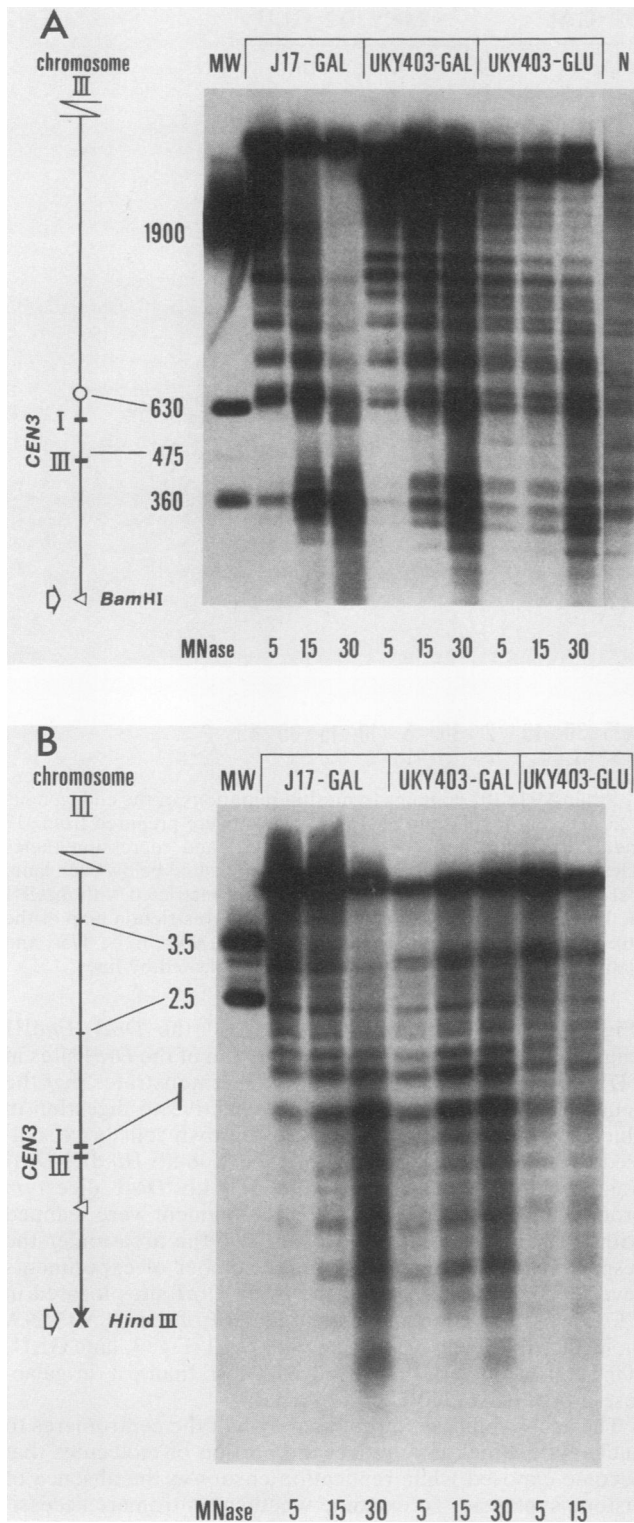 A
chromosome
III
MW J17-GAL UKY403-GAL UKY403-GLU N
1900
630
I
CEN3
475
III
360
BamHI
MNase 5 15 30 5 15 30 5 15 30
B
chromosome
III
MW J17-GAL UKY403-GAL UKY403-GLU
3.5
2.5
I
CEN3
III
Hind III
MNase 5 15 30 5 15 30 5 15